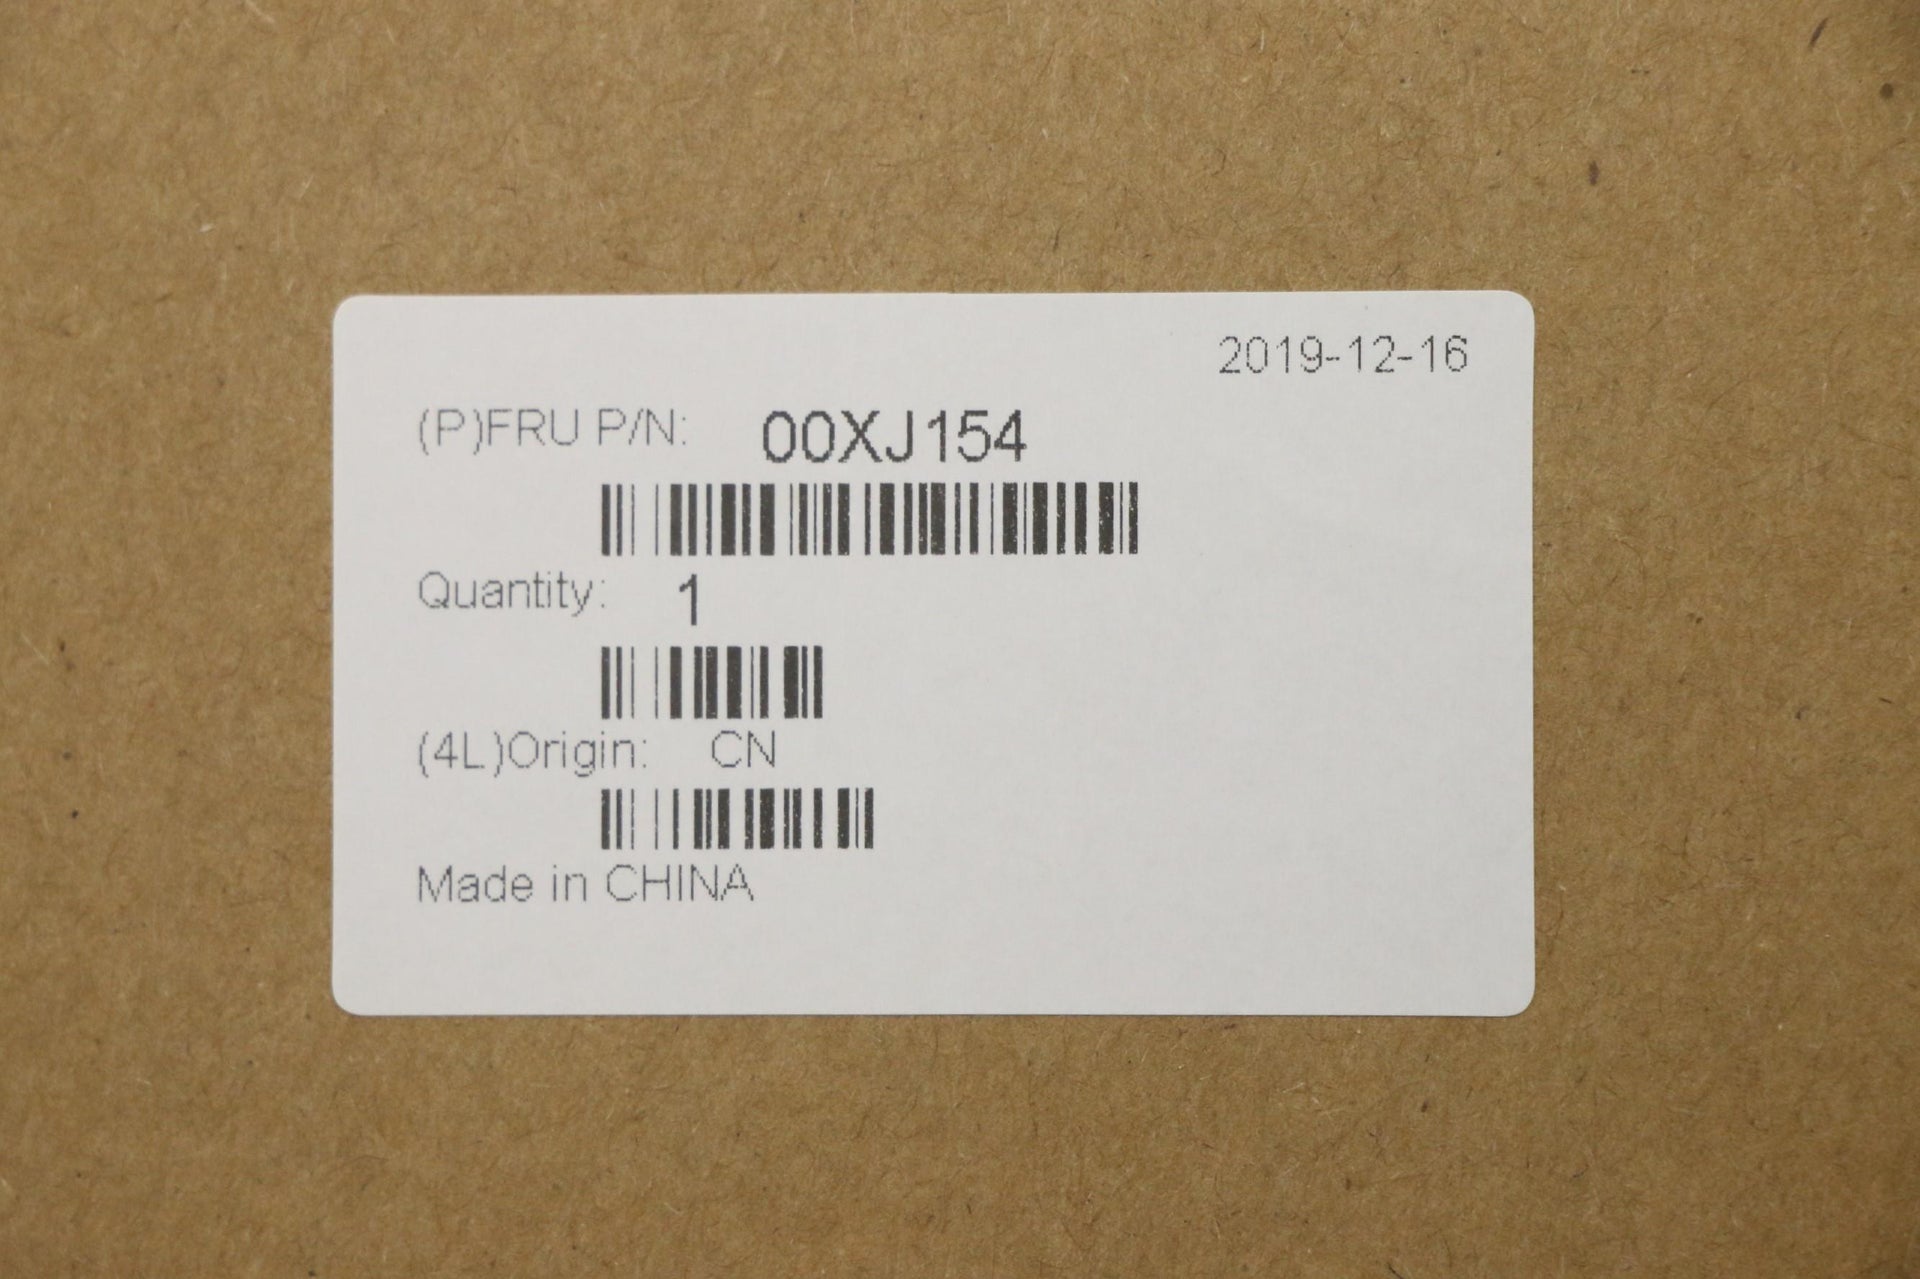 2019-12-16
(P)FRU P/N: 00XJ154
Quantity: 1
(4L)Origin: CN
Made in CHINA